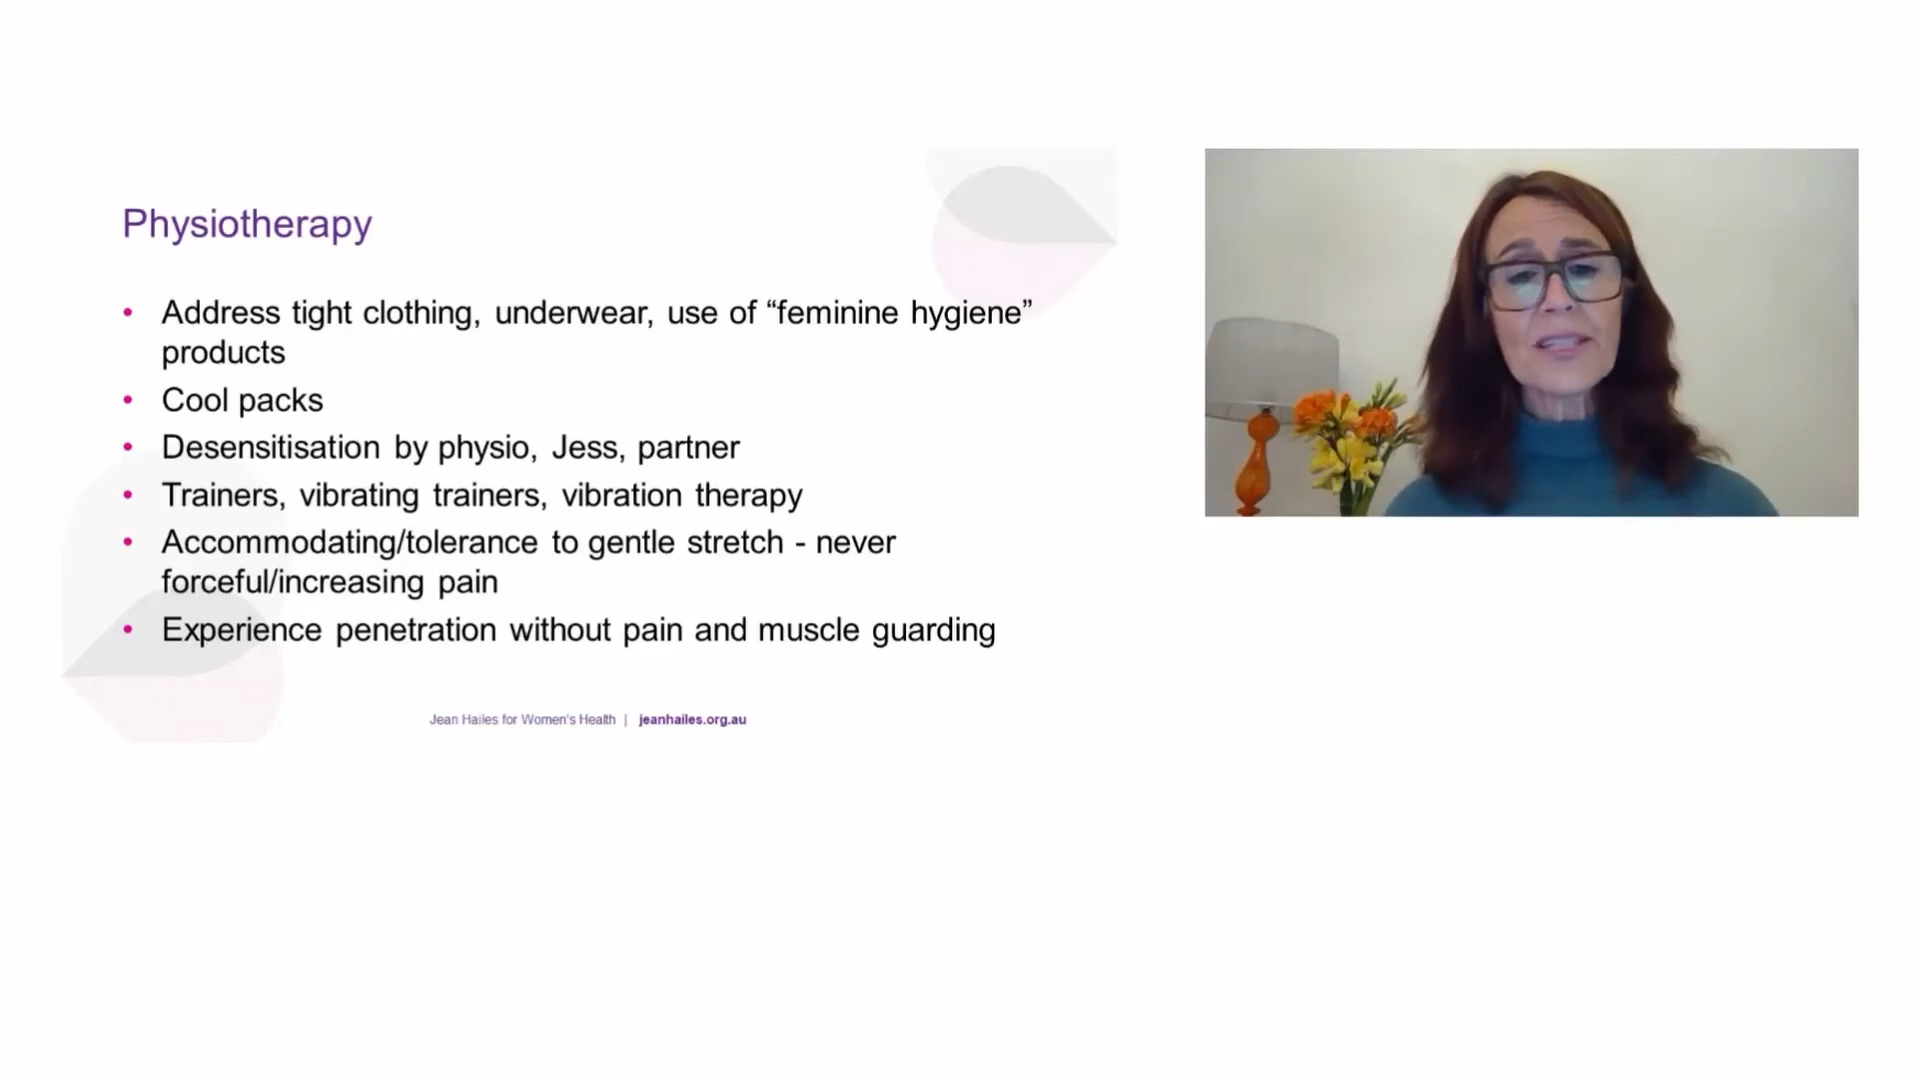 Physiotherapy
• Address tight clothing, underwear, use of “feminine hygiene”
products
• Cool packs
• Desensitisation by physio, Jess, partner
• Trainers, vibrating trainers, vibration therapy
• Accommodating/tolerance to gentle stretch - never
forceful/increasing pain
• Experience penetration without pain and muscle guarding
Jean Hailes for Women's Health | jeanhailes.org.au